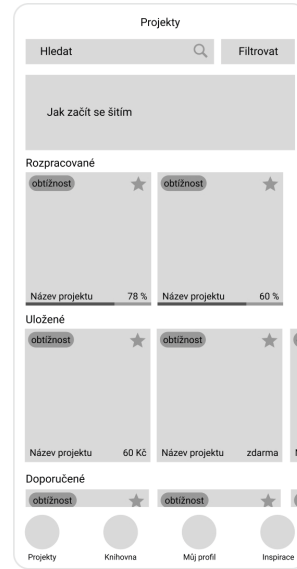 Projekty
Hledat Filtrovat
Jak začít se šitím
Rozpracované
obtížnost obtížnost
Název projektu 78 % Název projektu 60 %
Uložené
obtížnost obtížnost
Název projektu 60 Kč Název projektu zdarma
Doporučené
obtížnost obtížnost
Projekty Knihovna Můj profil Inspirace